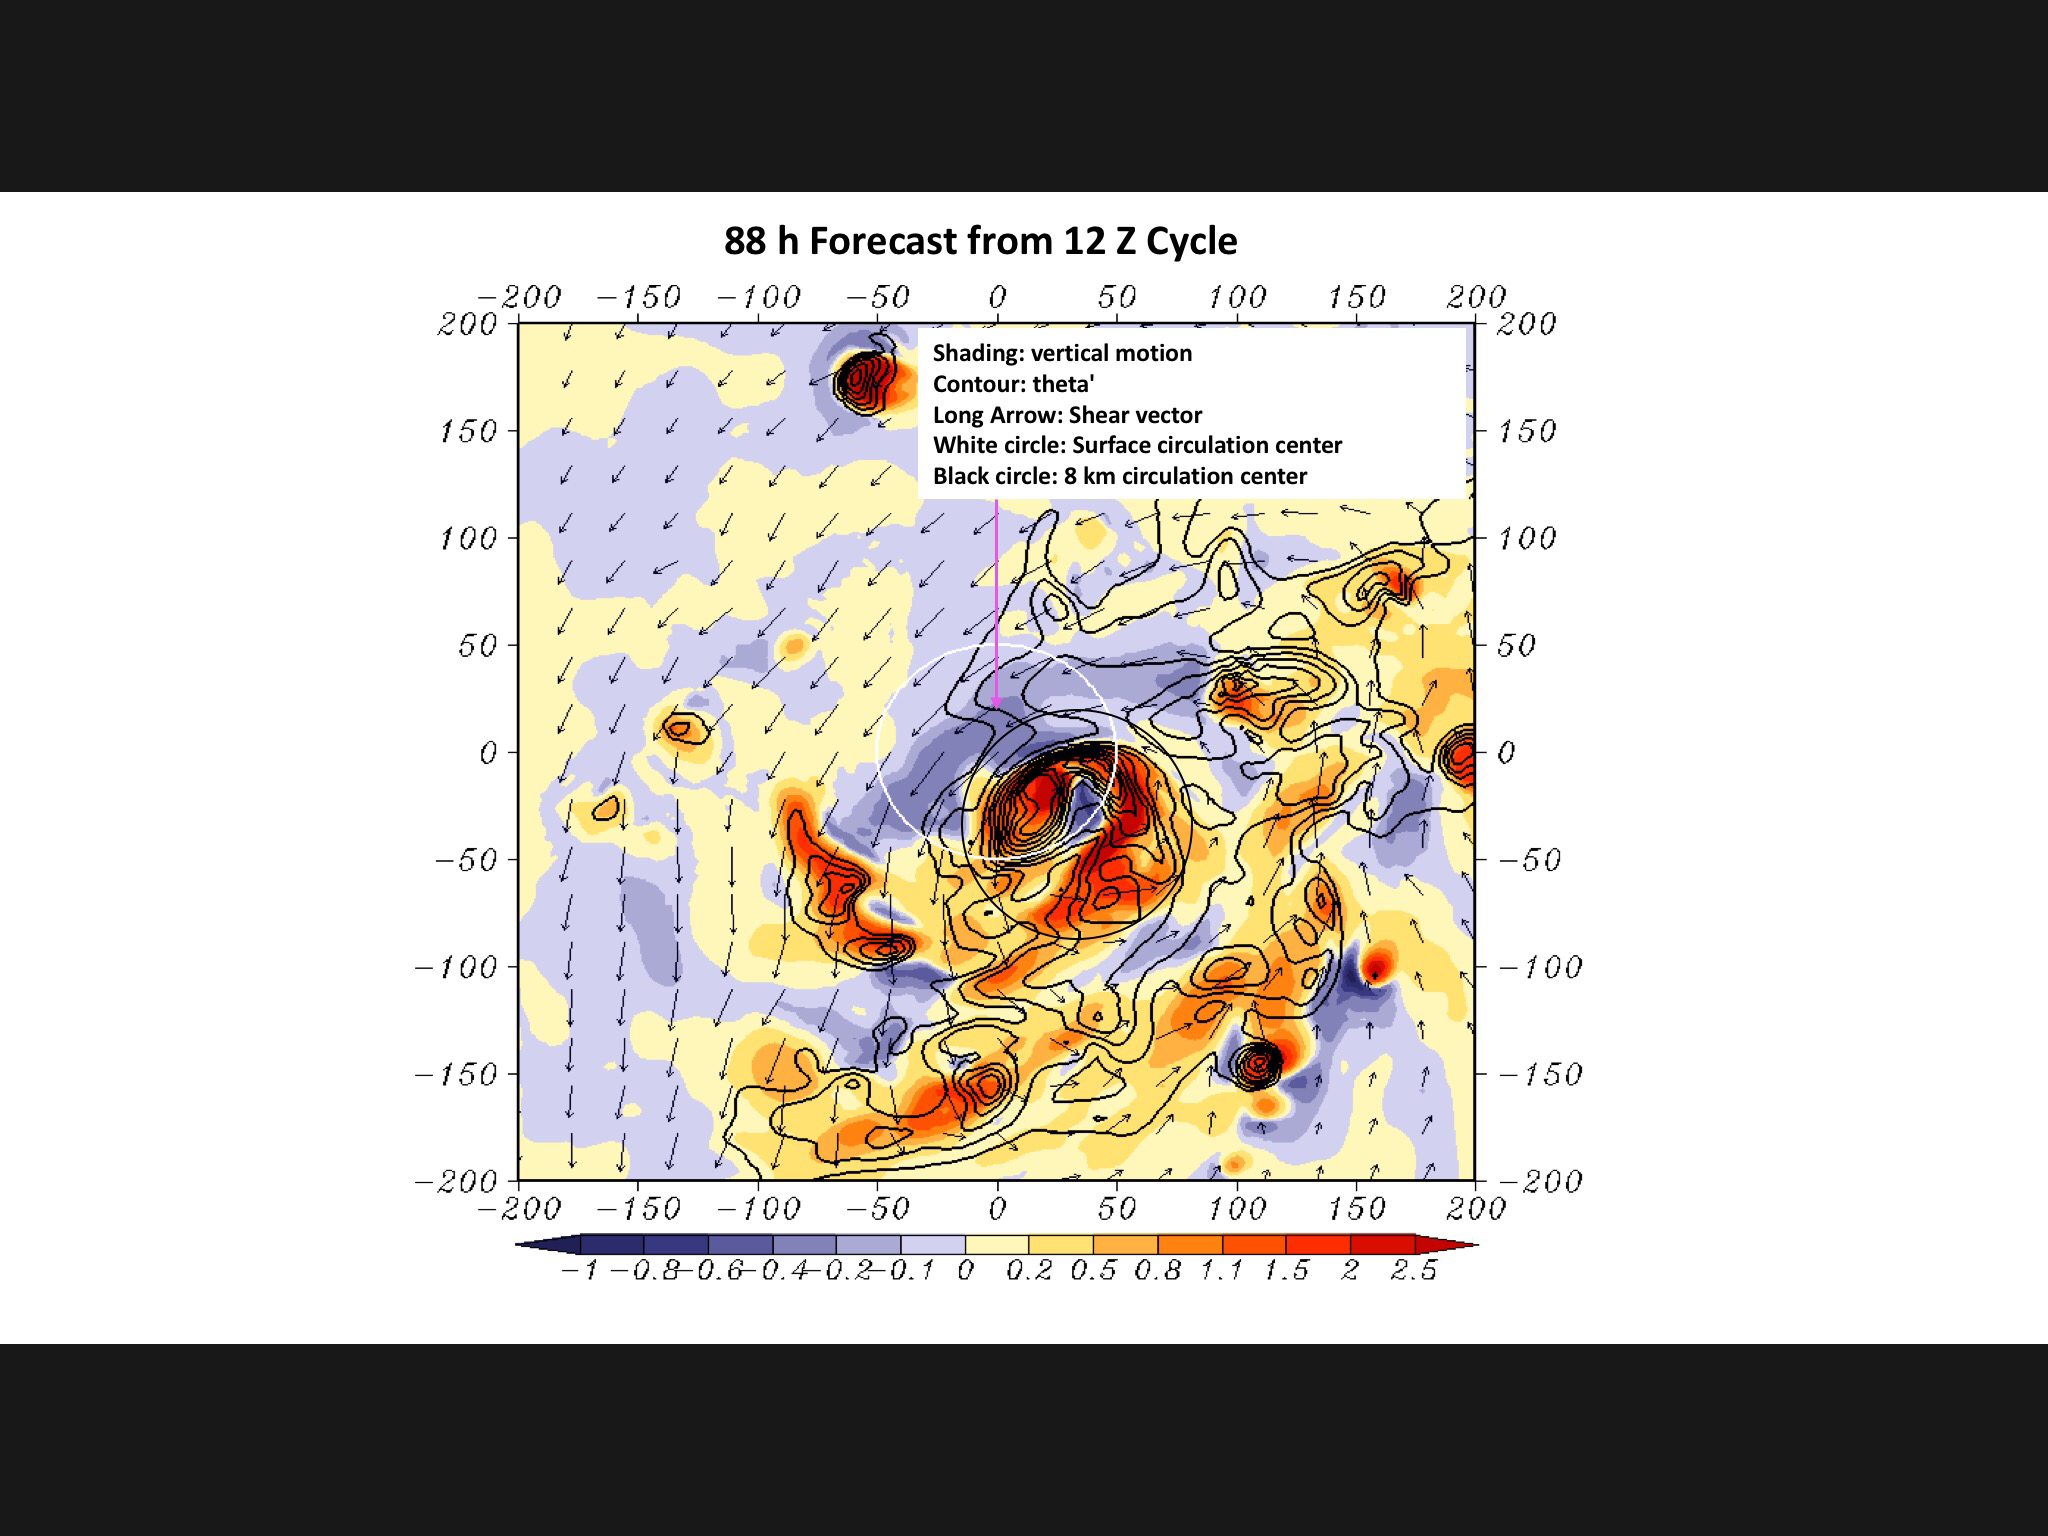 88 h Forecast from 12 Z Cycle
−200 −150 −100 −50 0 50 100 150 200
200 200
Shading: vertical motion
Contour: theta'
Long Arrow: Shear vector
White circle: Surface circulation center
Black circle: 8 km circulation center
150 150
100 100
50 50
0 0
−50 −50
−100 −100
−150 −150
−200 −200
−200 −150 −100 −50 0 50 100 150 200
−1 −0.8 −0.6 −0.4 −0.2 −0.1 0 0.2 0.5 0.8 1.1 1.5 2 2.5